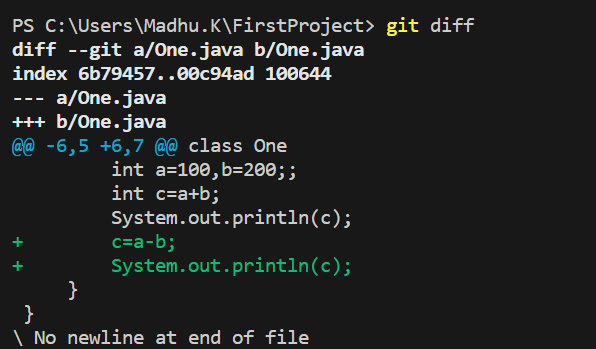 PS C:\Users\Madhu.K\FirstProject> git diff
diff --git a/One.java b/One.java
index 6b79457..00c94ad 100644
--- a/One.java
+++ b/One.java
@@ -6,5 +6,7 @@ class One
         int a=100,b=200;;
         int c=a+b;
         System.out.println(c);
+        c=a-b;
+        System.out.println(c);
     }
 }
\ No newline at end of file